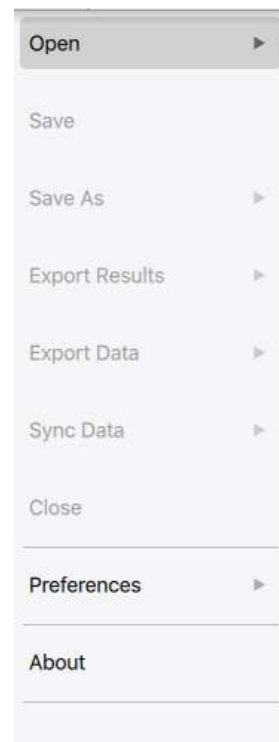 Open
Save
Save As
Export Results
Export Data
Sync Data
Close
Preferences
About